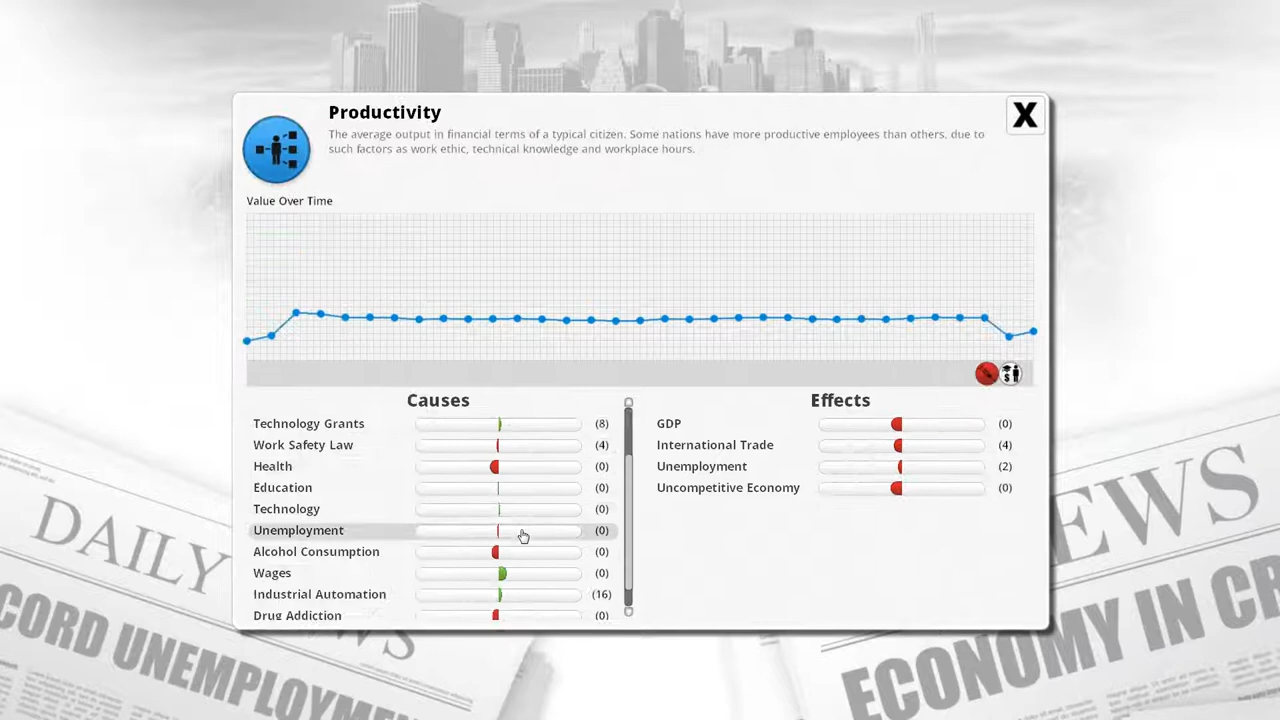 Productivity
X
The average output in financial terms of a typical citizen. Some nations have more productive employees than others, due to
such factors as work ethic, technical knowledge and workplace hours.
Value Over Time
Causes
Effects
Technology Grants (8)
GDP (0)
Work Safety Law (4)
International Trade (4)
Health (0)
Unemployment (2)
Education (0)
Uncompetitive Economy (0)
Technology (0)
Unemployment (0)
Alcohol Consumption (0)
Wages (0)
Industrial Automation (16)
Drug Addiction (0)
DAILY NEWS
CORD UNEMPLOYM
NEWS
ECONOMY IN CR